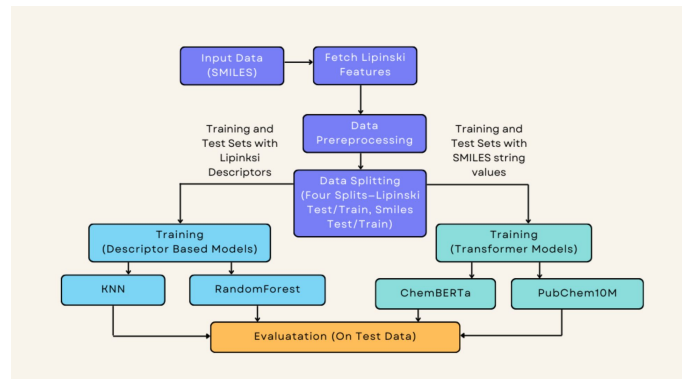 Input Data
(SMILES)
Fetch Lipinski
Features
Data
Prereprocessing
Training and
Test Sets with
Lipinksi
Descriptors
Training and
Test Sets with
SMILES string
values
Data Splitting
(Four Splits—Lipinski
Test/Train, Smiles
Test/Train)
Training
(Descriptor Based Models)
Training
(Transformer Models)
KNN
RandomForest
ChemBERTa
PubChem10M
Evaluatation (On Test Data)